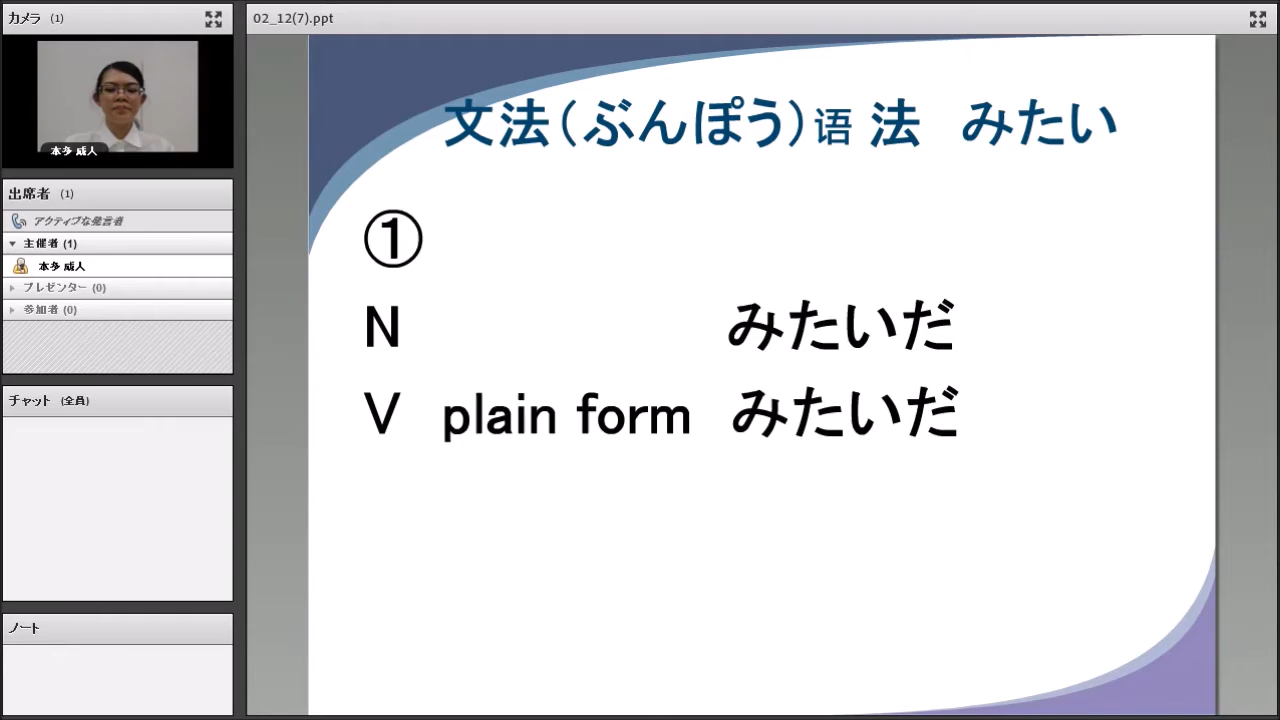 カメラ (1)
本多 咸人
出席者 (1)
アクティブな発言者
主催者 (1)
本多 咸人
プレゼンター (0)
参加者 (0)
チャット (全員)
ノート
02_12(7).ppt
文法（ぶんぽう）语 法 みたい
①
N みたいだ
V plain form みたいだ